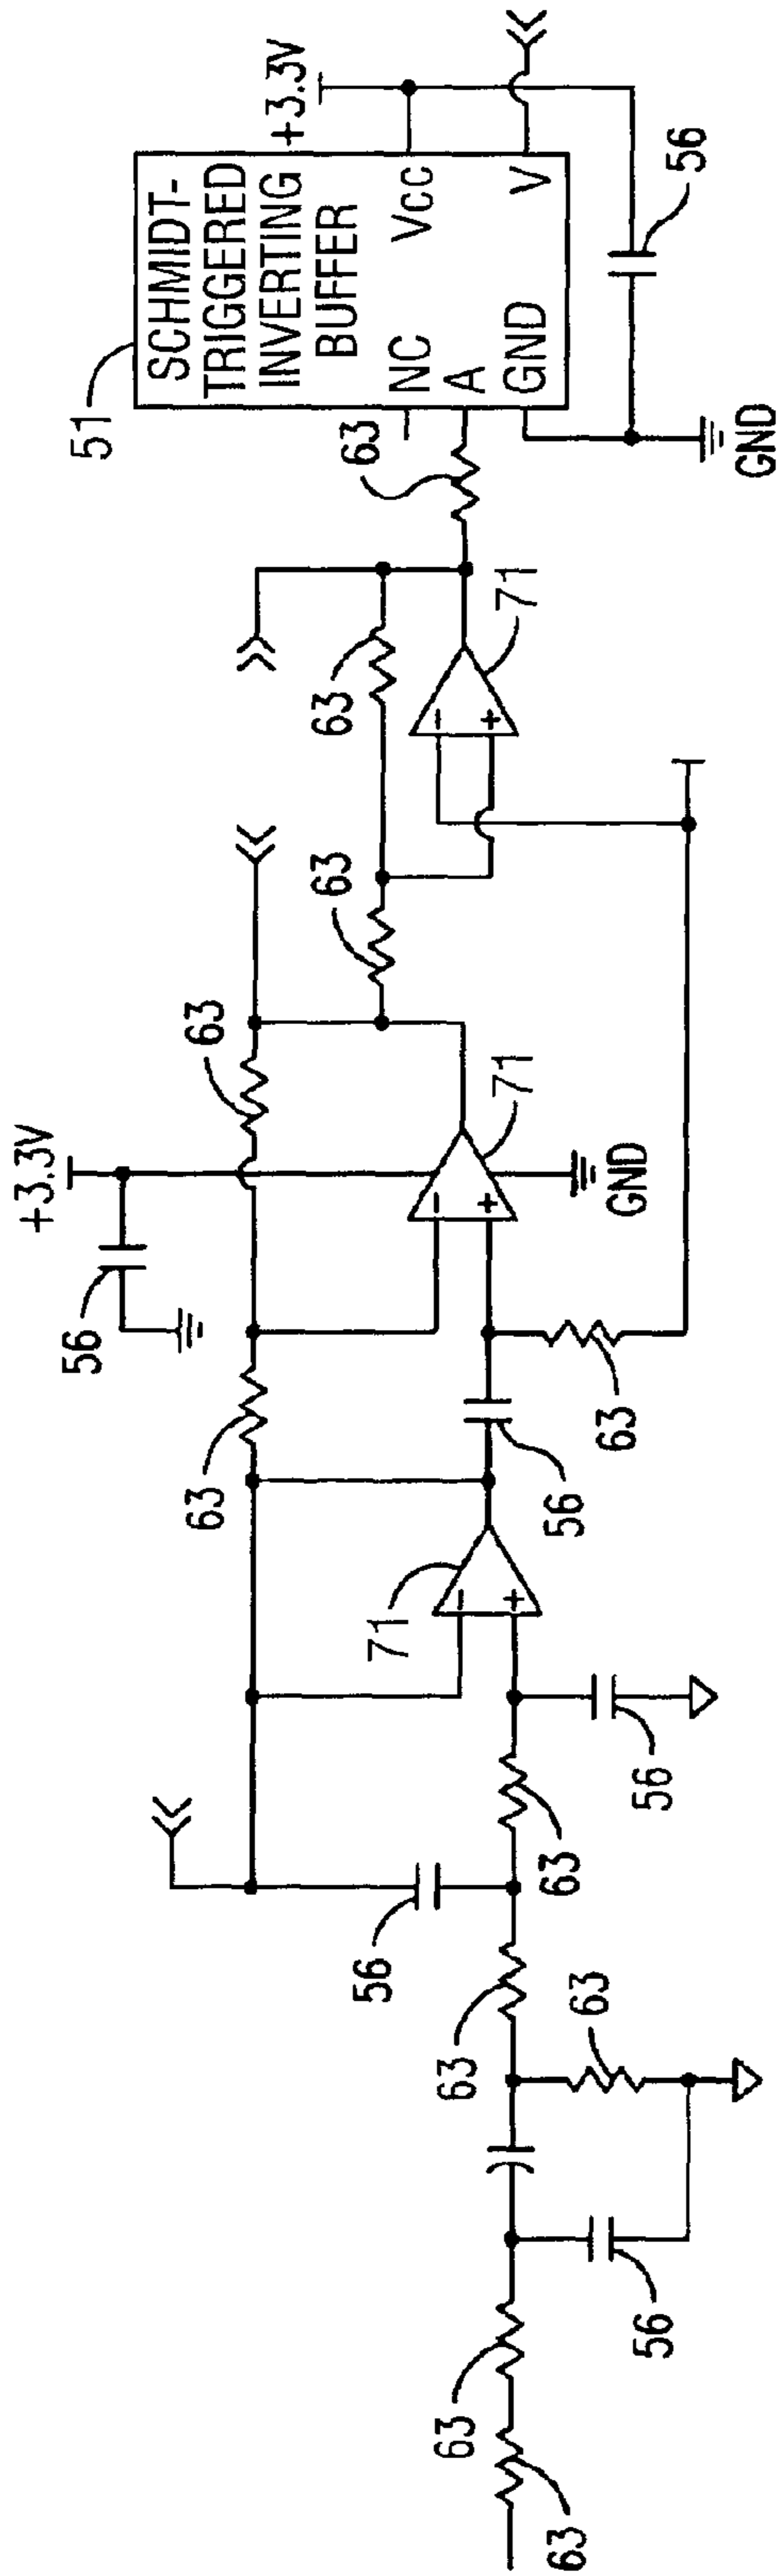 +3.3V
56
51
SCHMIDT-
TRIGGERED
INVERTING
BUFFER
+3.3V
63
63
63
63
63
56
71
NC
Vcc
A
V
GND
−
−
−
+
+
+
63
63
71
71
63
56
63
63
63
GND
56
56
56
56
GND